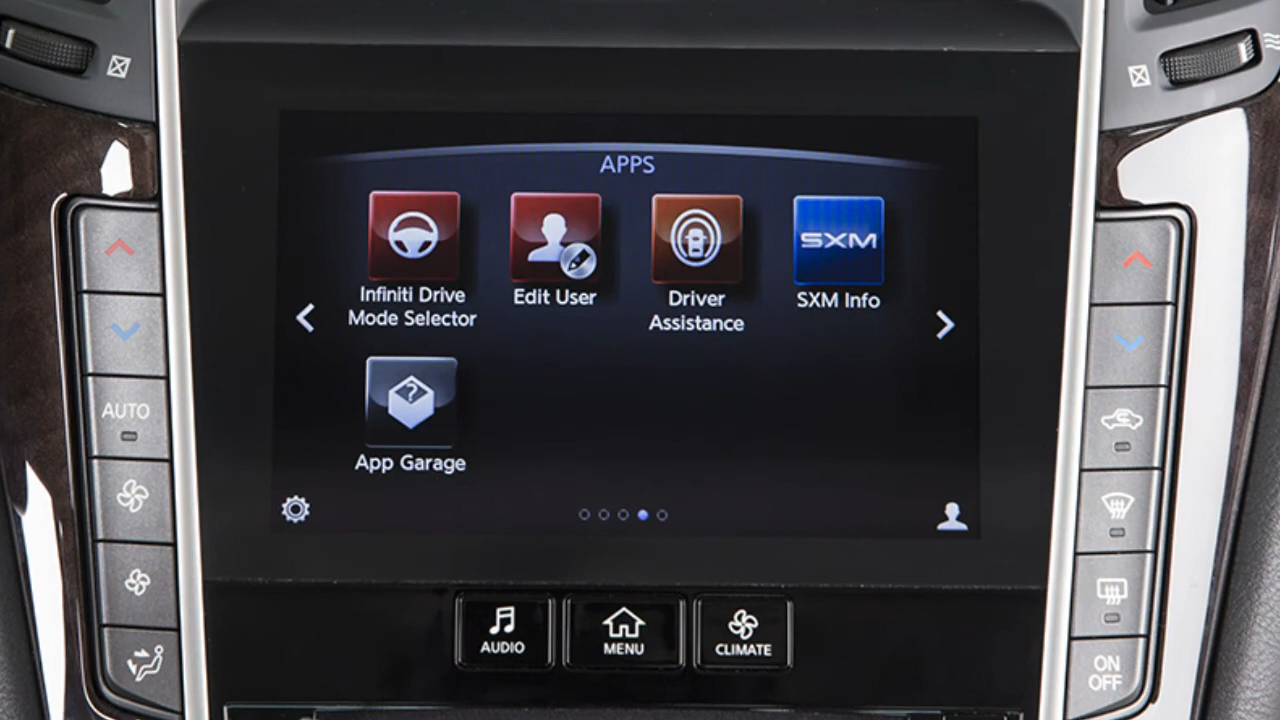 APPS
SXM
Infiniti Drive
Mode Selector
Edit User
Driver
Assistance
SXM Info
?
App Garage
AUTO
AUDIO
MENU
CLIMATE
ON
OFF